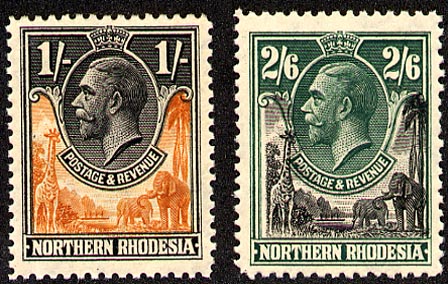 1/- 1/-
POSTAGE & REVENUE
NORTHERN RHODESIA
2/6 2/6
POSTAGE & REVENUE
NORTHERN RHODESIA